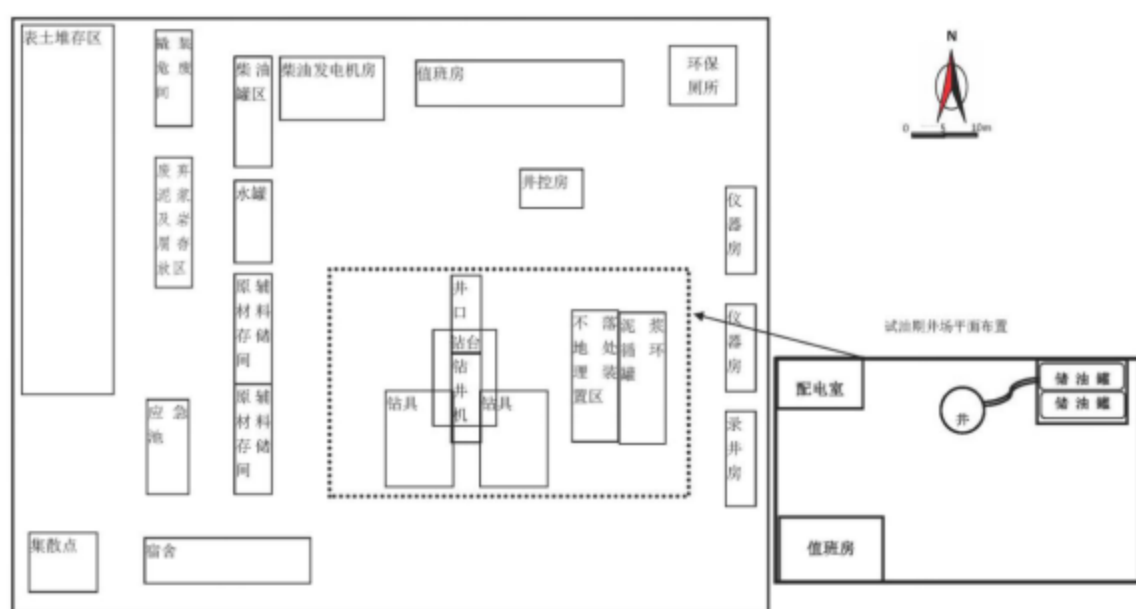 表土堆存区
撬装
危废
间
柴油
罐区
柴油发电机房
值班房
环保
厕所
N
0 5 10m
废弃
泥浆
及岩
屑存
放区
水罐
井控房
仪
器
房
原辅
材料
存储
间
井
口
钻台
钻
井
机
钻具
钻具
不落
地处
理装
置区
泥浆
循环
罐
仪
器
房
试油期井场平面布置
配电室
井
储油罐
储油罐
值班房
应急
池
原辅
材料
存储
间
录
井
房
集散点
宿舍